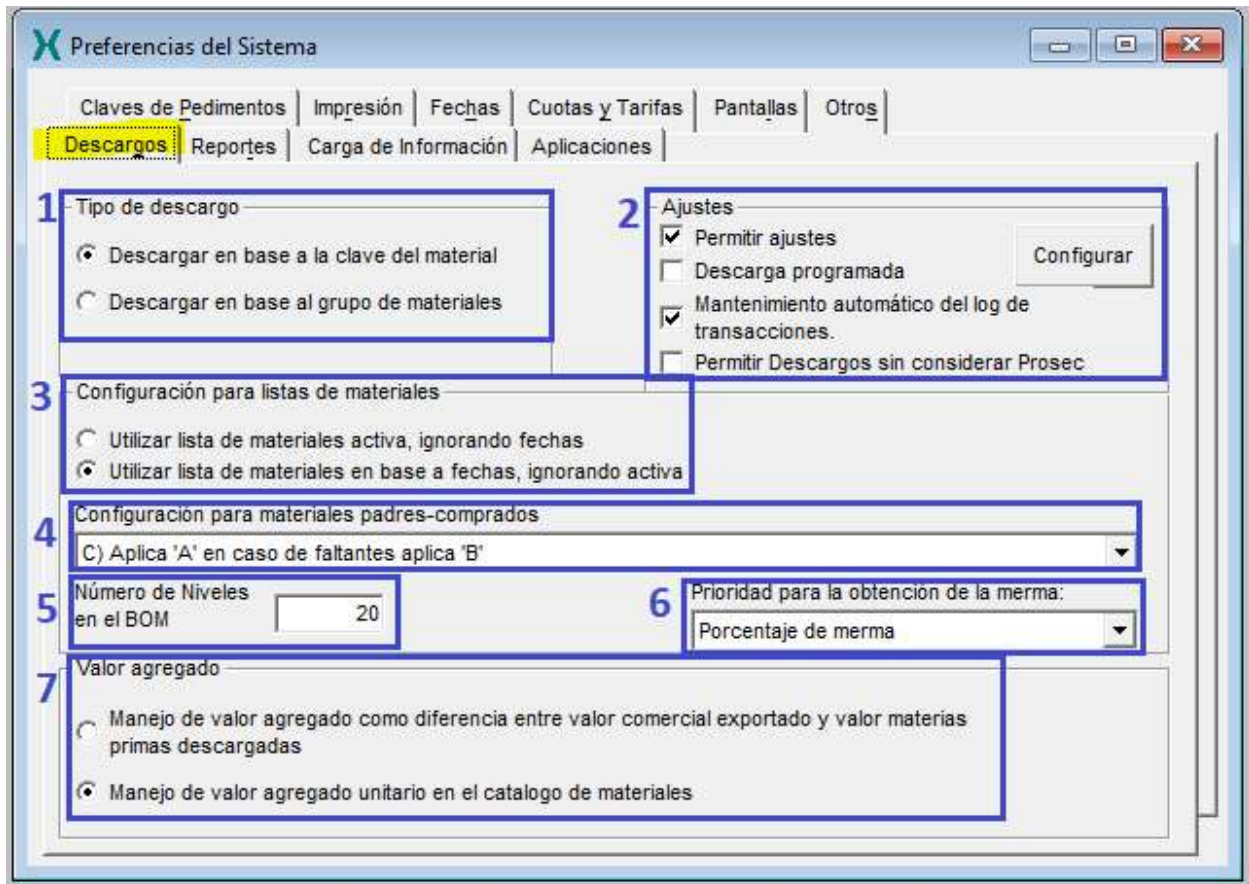 Preferencias del Sistema
Claves de Pedimentos Impresión Fechas Cuotas y Tarifas Pantallas Otros
Descargos Reportes Carga de Información Aplicaciones
1 Tipo de descargo
Descargar en base a la clave del material
Descargar en base al grupo de materiales
2 Ajustes
Permitir ajustes
Configurar
Descarga programada
Mantenimiento automático del log de
transacciones.
Permitir Descargos sin considerar Prosec
3 Configuración para listas de materiales
Utilizar lista de materiales activa, ignorando fechas
Utilizar lista de materiales en base a fechas, ignorando activa
4 Configuración para materiales padres-comprados
C) Aplica 'A' en caso de faltantes aplica 'B'
5 Número de Niveles
en el BOM 20
6 Prioridad para la obtención de la merma:
Porcentaje de merma
7 Valor agregado
Manejo de valor agregado como diferencia entre valor comercial exportado y valor materias
primas descargadas
Manejo de valor agregado unitario en el catalogo de materiales